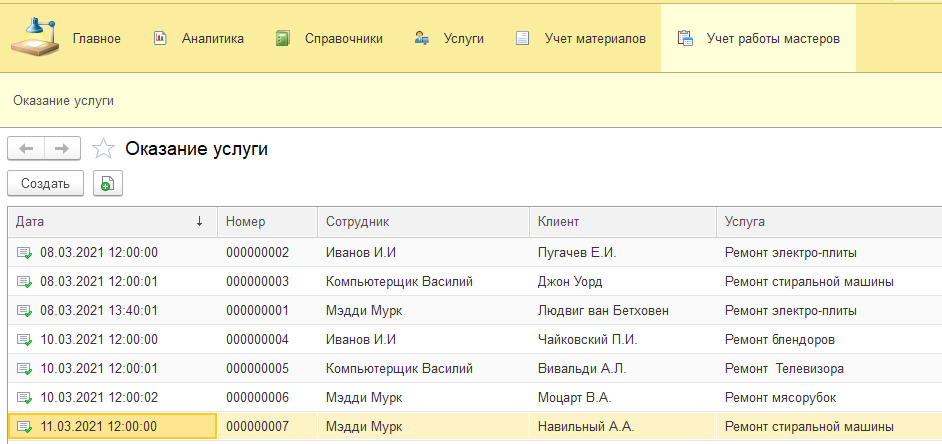 Главное Аналитика Справочники Услуги Учет материалов Учет работы мастеров
Оказание услуги
Оказание услуги
Создать
Дата ↓ Номер Сотрудник Клиент Услуга
08.03.2021 12:00:00 000000002 Иванов И.И Пугачев Е.И. Ремонт электро-плиты
08.03.2021 12:00:01 000000003 Компьютерщик Василий Джон Уорд Ремонт стиральной машины
08.03.2021 13:40:01 000000001 Мэдди Мурк Людвиг ван Бетховен Ремонт электро-плиты
10.03.2021 12:00:00 000000004 Иванов И.И Чайковский П.И. Ремонт блендоров
10.03.2021 12:00:01 000000005 Компьютерщик Василий Вивальди А.Л. Ремонт Телевизора
10.03.2021 12:00:02 000000006 Мэдди Мурк Моцарт В.А. Ремонт мясорубок
11.03.2021 12:00:00 000000007 Мэдди Мурк Навильный А.А. Ремонт стиральной машины